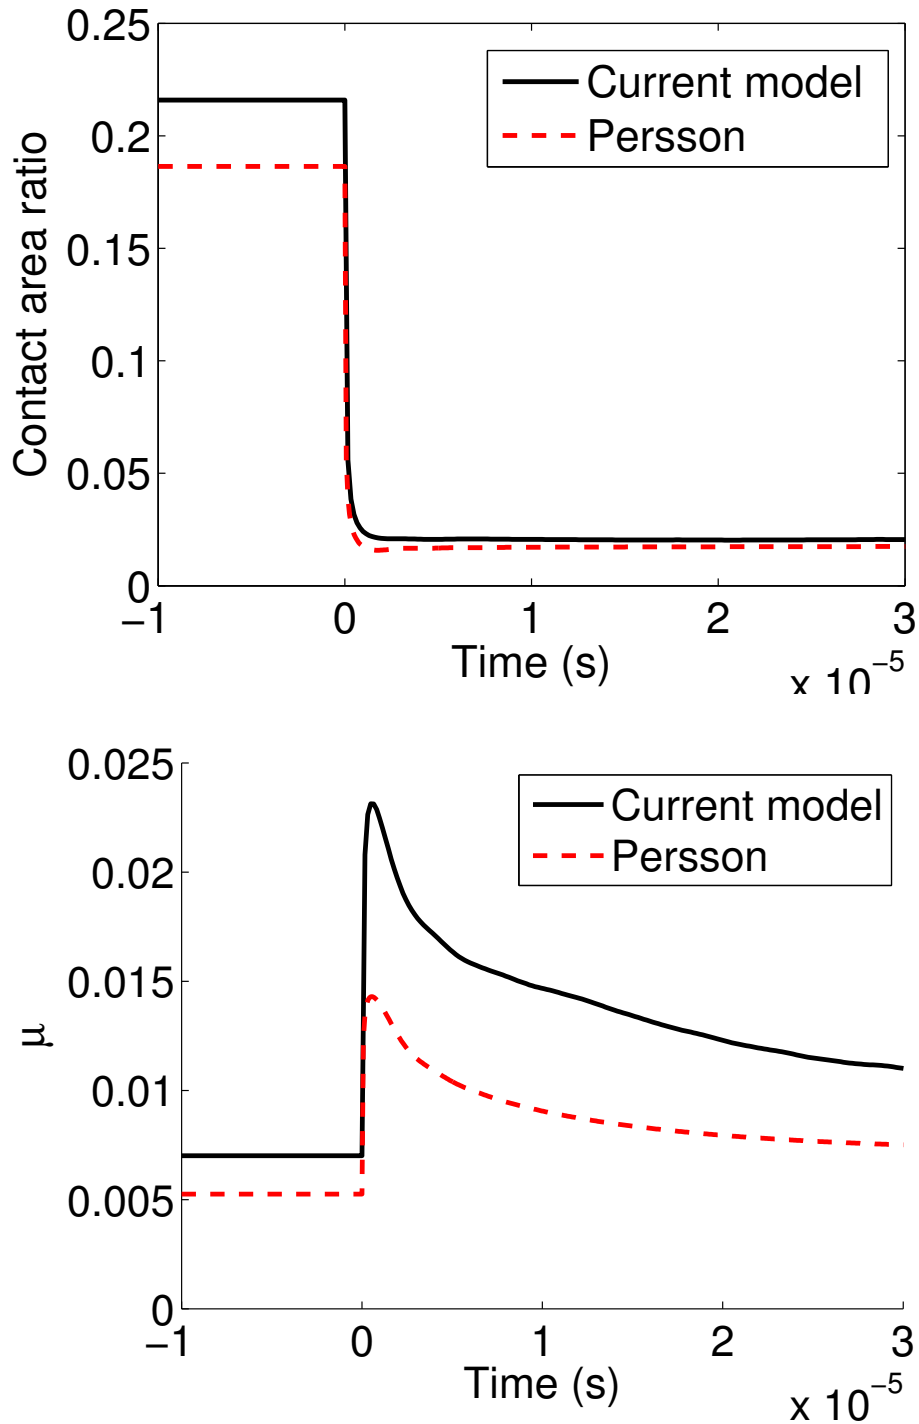 0.25
0.2
0.15
0.1
0.05
0
Contact area ratio
Current model
Persson
−1 0 1 2 3
Time (s)
x 10−5
0.025
0.02
0.015
0.01
0.005
0
μ
Current model
Persson
−1 0 1 2 3
Time (s)
x 10−5